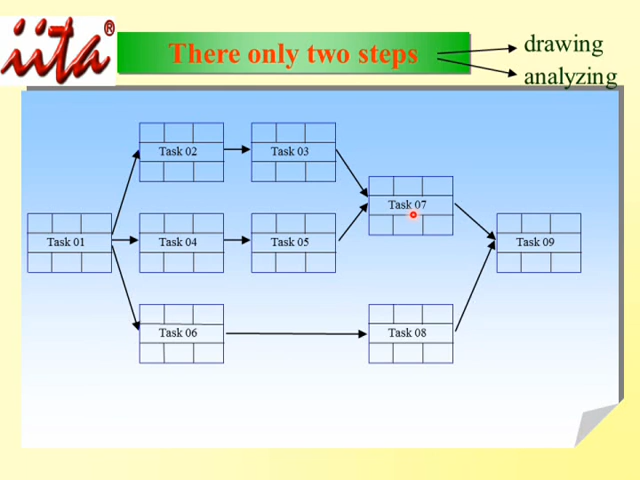 iita®
There only two steps
drawing
analyzing
Task 02
Task 03
Task 07
Task 01
Task 04
Task 05
Task 09
Task 06
Task 08